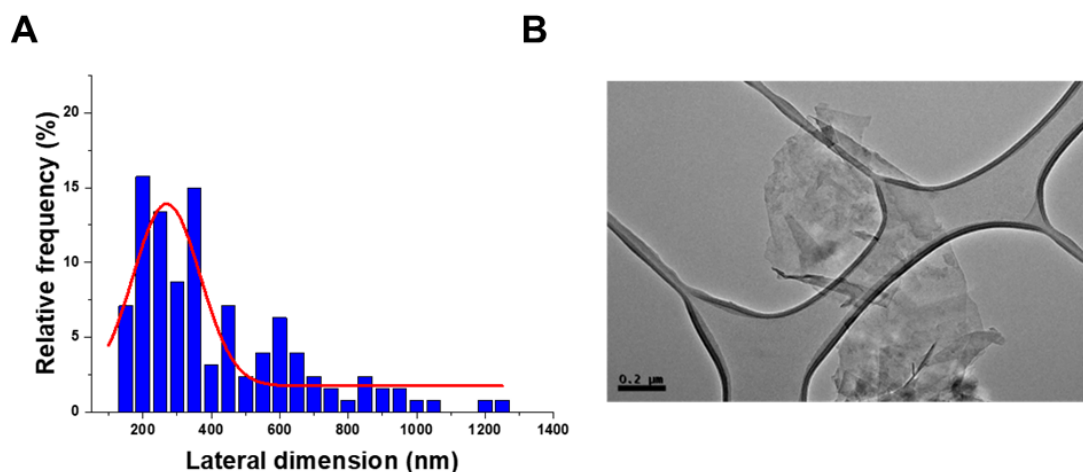 A
B
Relative frequency (%)
20
15
10
5
0
200 400 600 800 1000 1200 1400
Lateral dimension (nm)
0.2 µm